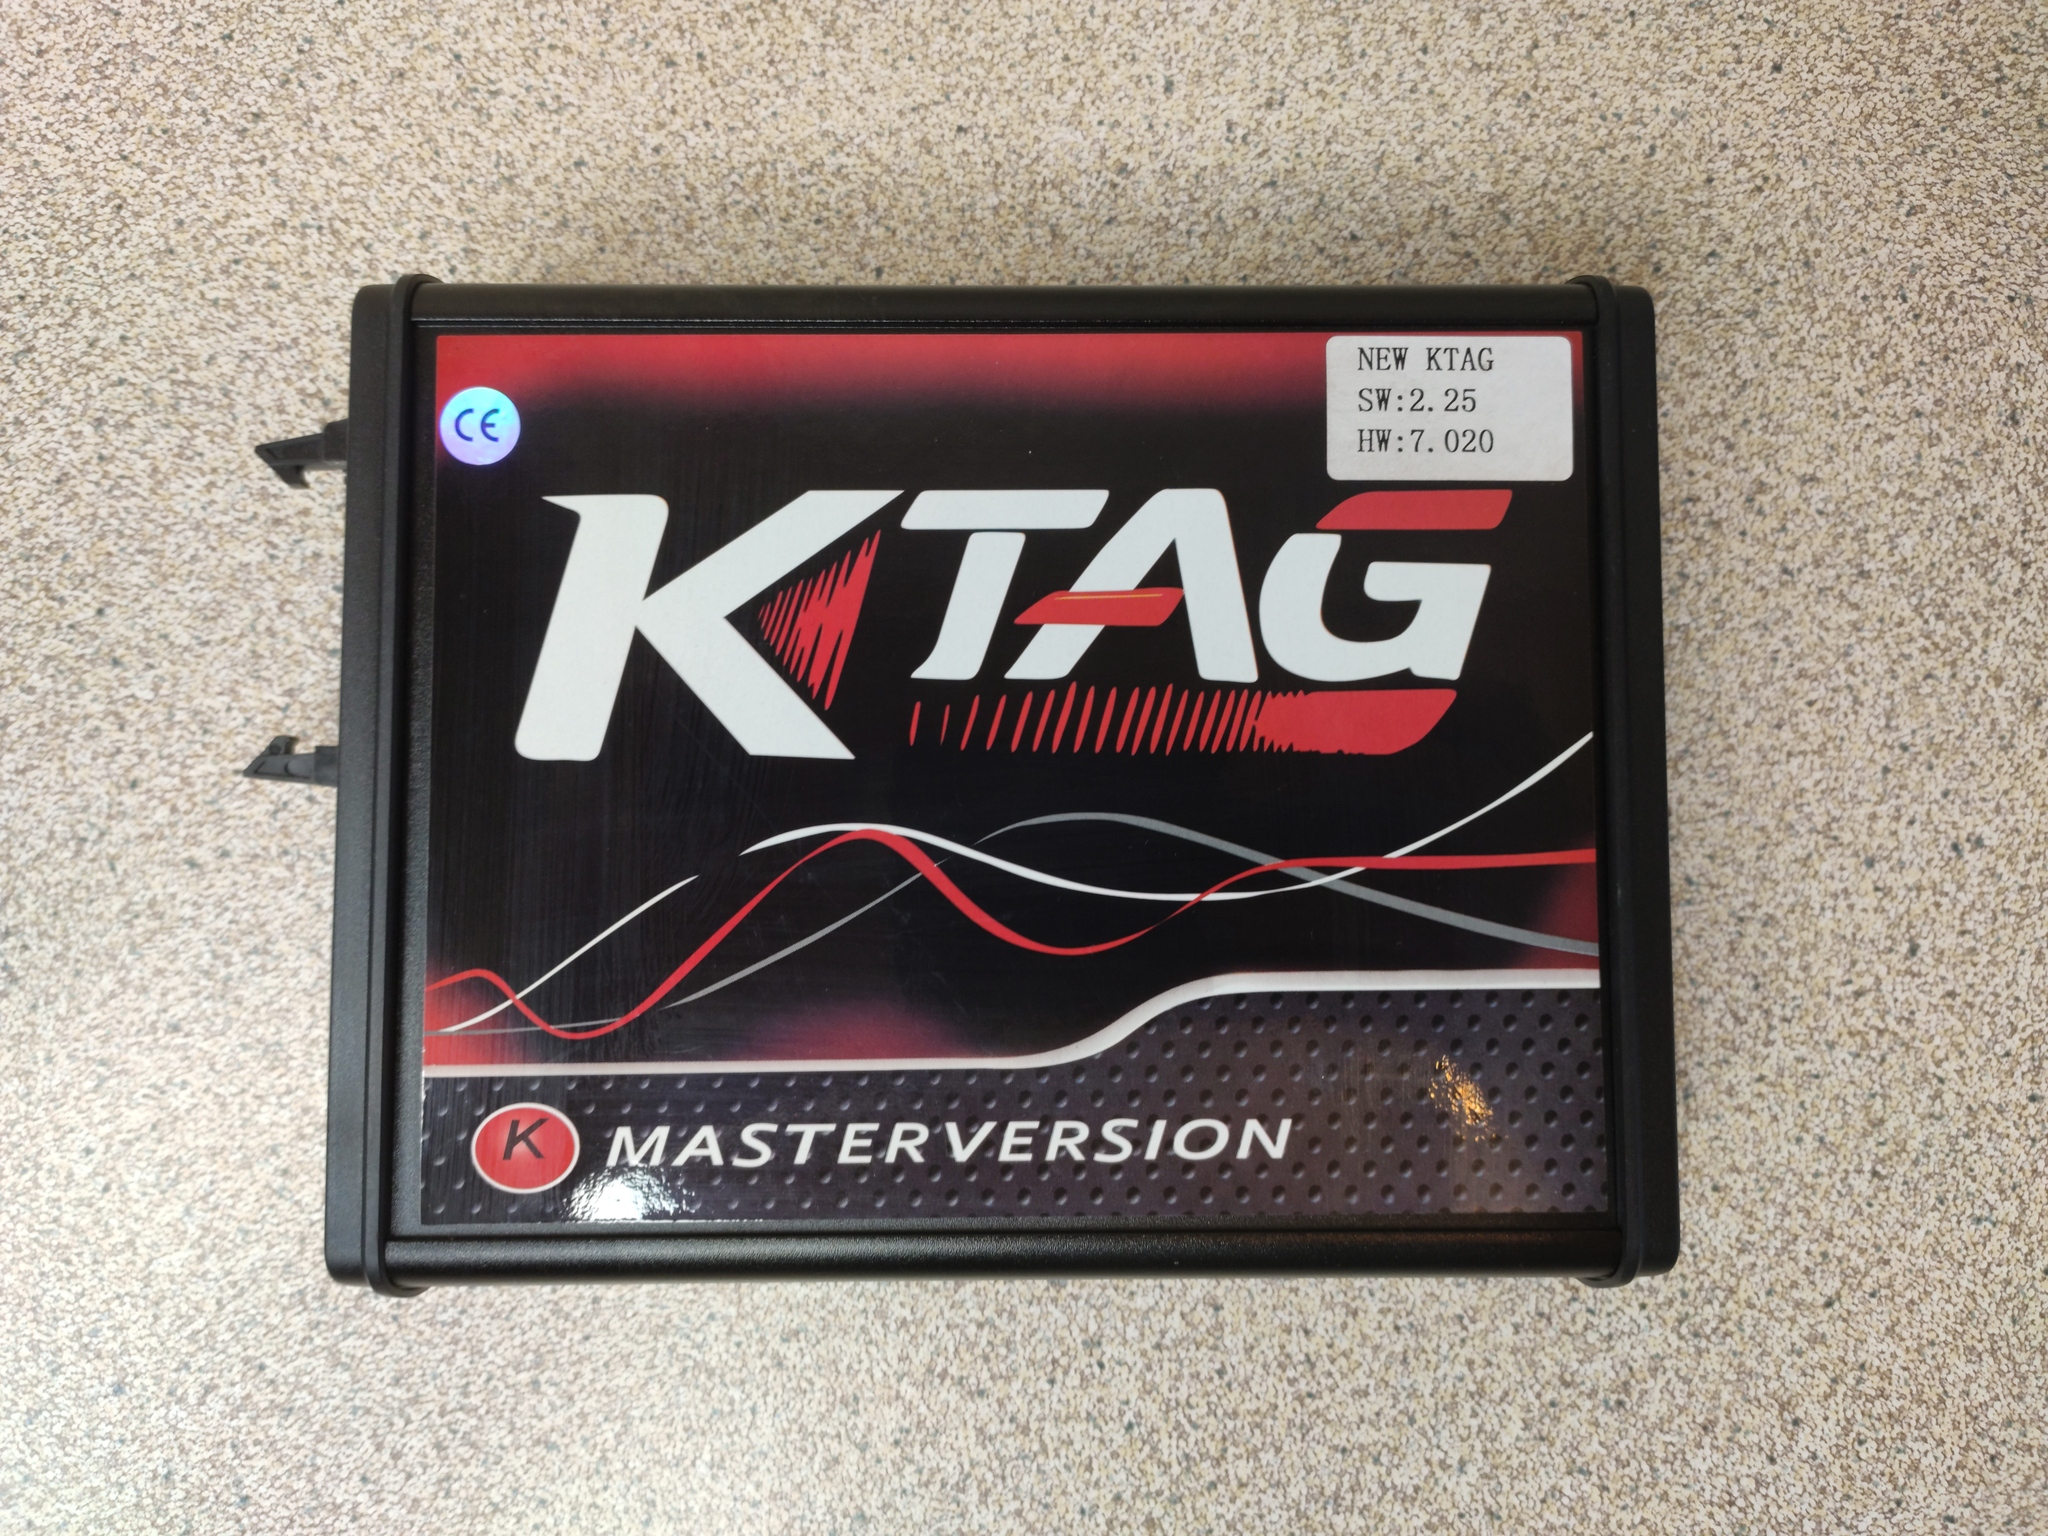 CE
NEW KTAG
SW:2.25
HW:7.020
KTAG
K MASTERVERSION